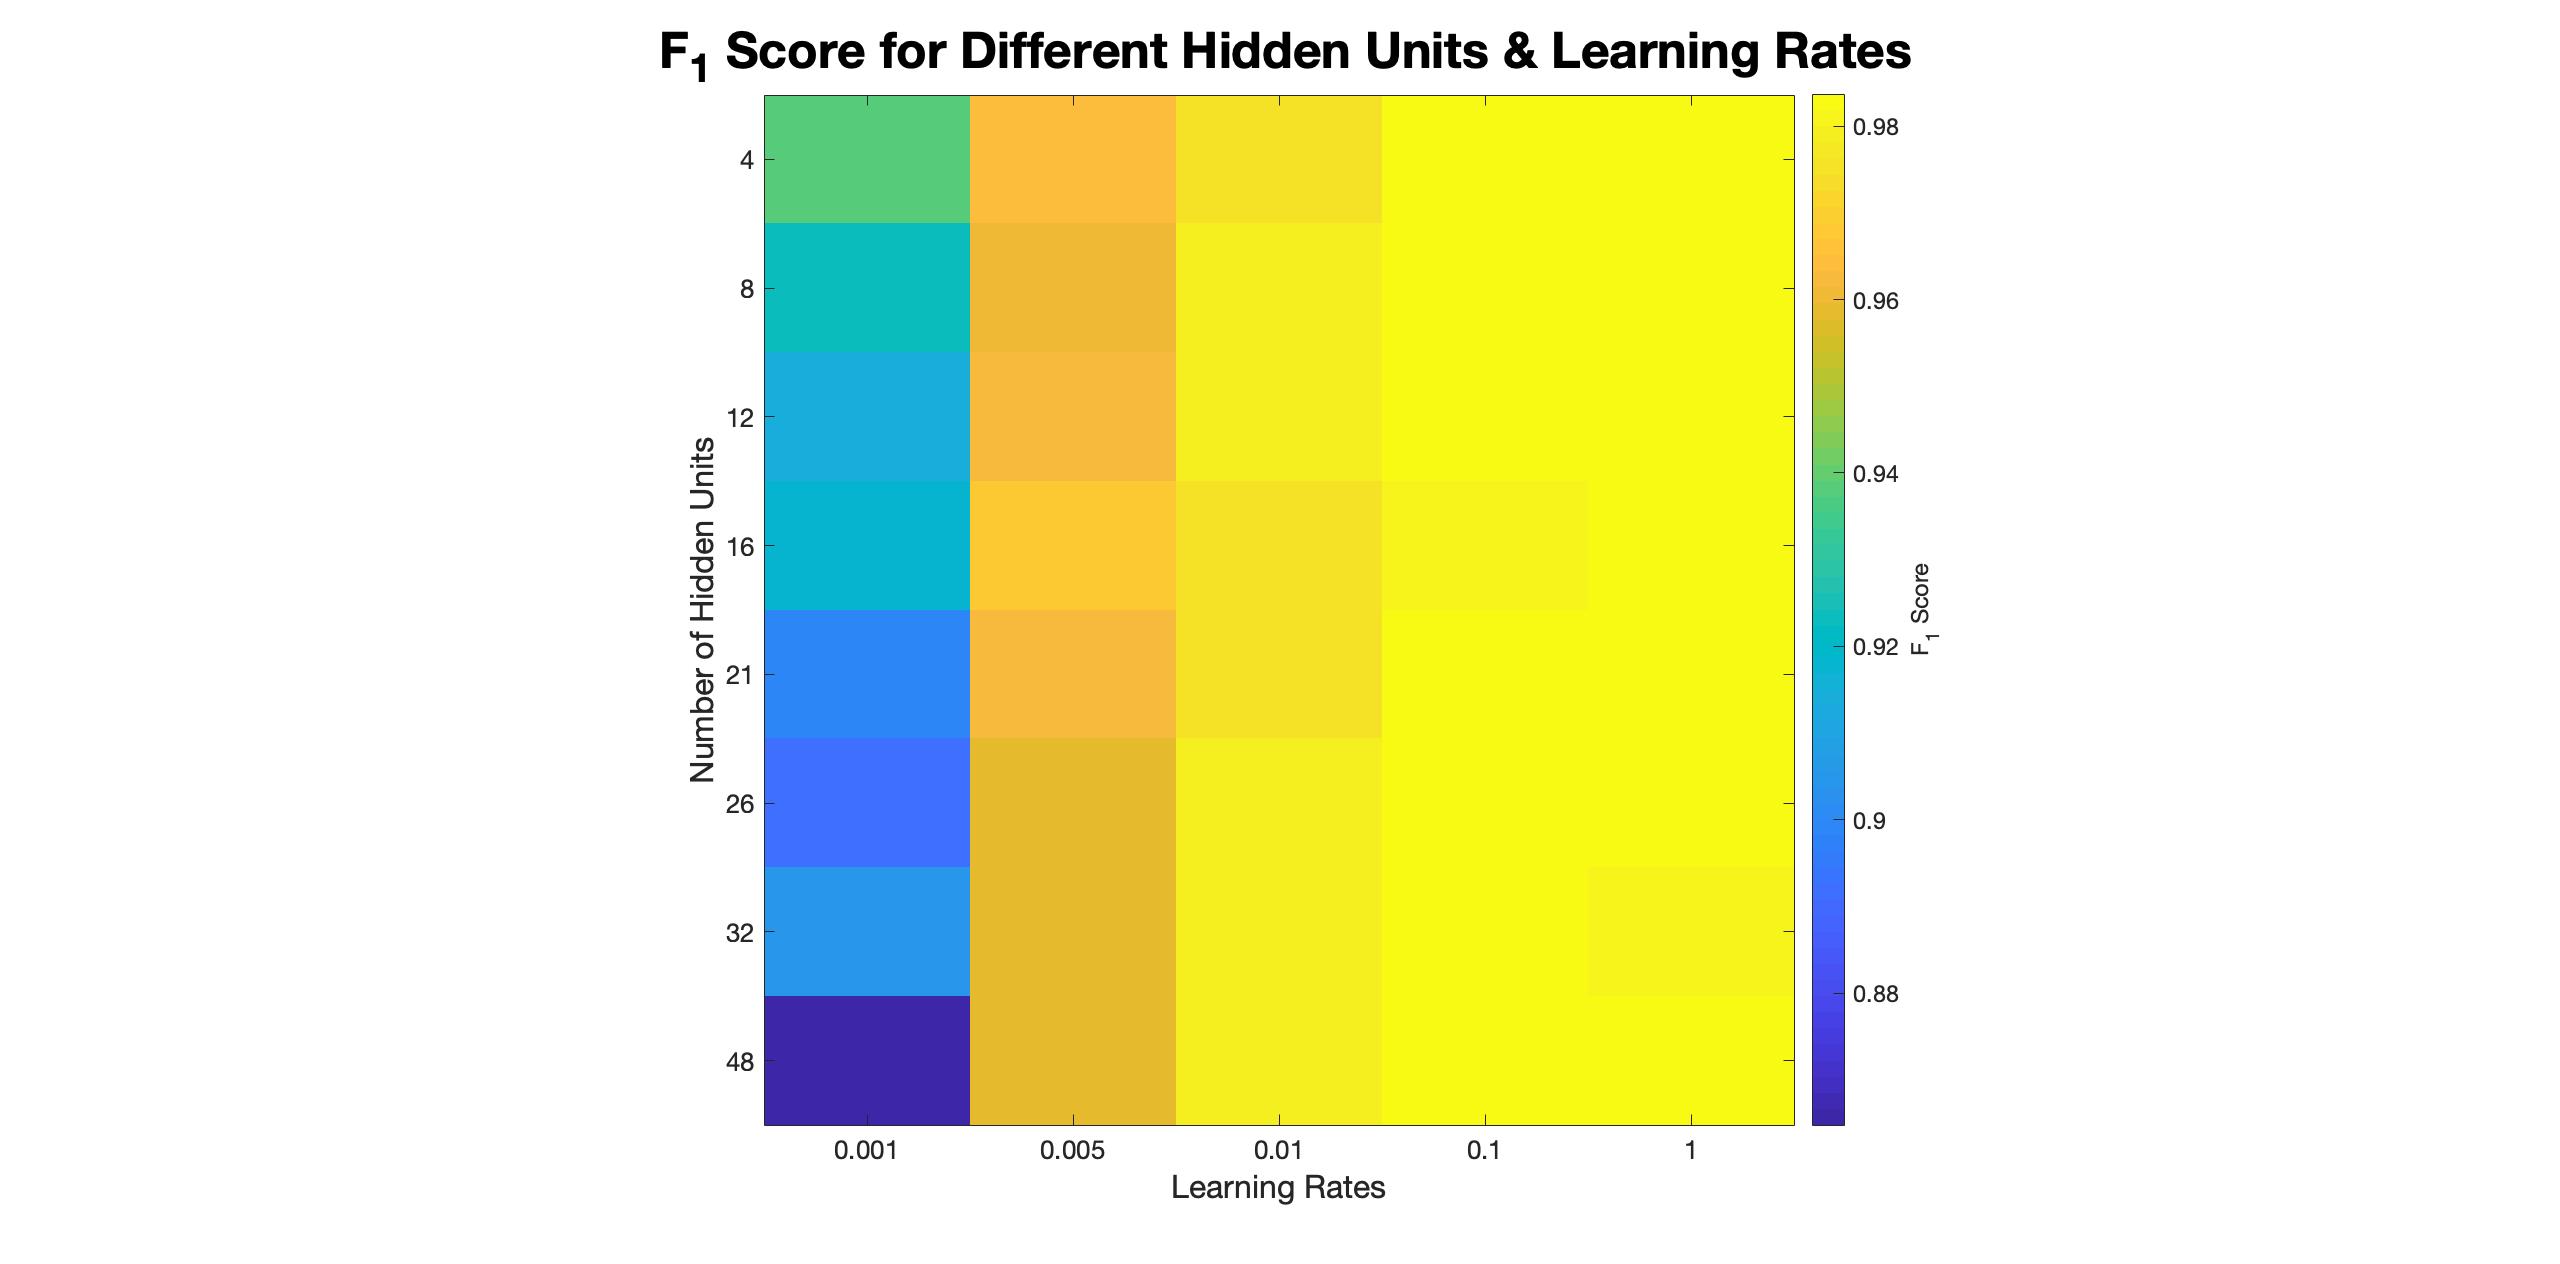 F₁ Score for Different Hidden Units & Learning Rates
Number of Hidden Units
4
8
12
16
21
26
32
48
0.001 0.005 0.01 0.1 1
Learning Rates
0.98
0.96
0.94
0.92
0.9
0.88
F₁ Score